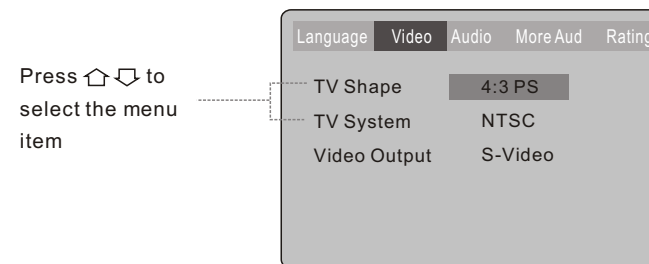 Language Video Audio More Aud Rating
Press ⇧ ⇩ to
select the menu
item
TV Shape 4:3 PS
TV System NTSC
Video Output S-Video